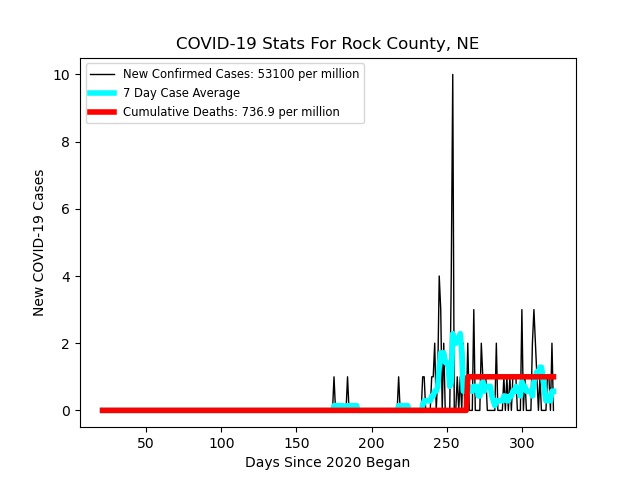 COVID-19 Stats For Rock County, NE
New Confirmed Cases: 53100 per million
7 Day Case Average
Cumulative Deaths: 736.9 per million
New COVID-19 Cases
10
8
6
4
2
0
50 100 150 200 250 300
Days Since 2020 Began